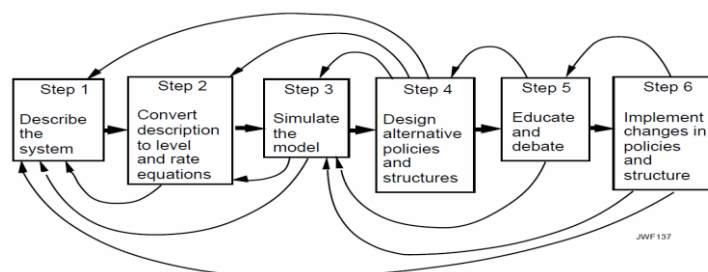 Step 1
Describe
the
system
Step 2
Convert
description
to level
and rate
equations
Step 3
Simulate
the
model
Step 4
Design
alternative
policies
and
structures
Step 5
Educate
and
debate
Step 6
Implement
changes in
policies
and
structure
JWF137